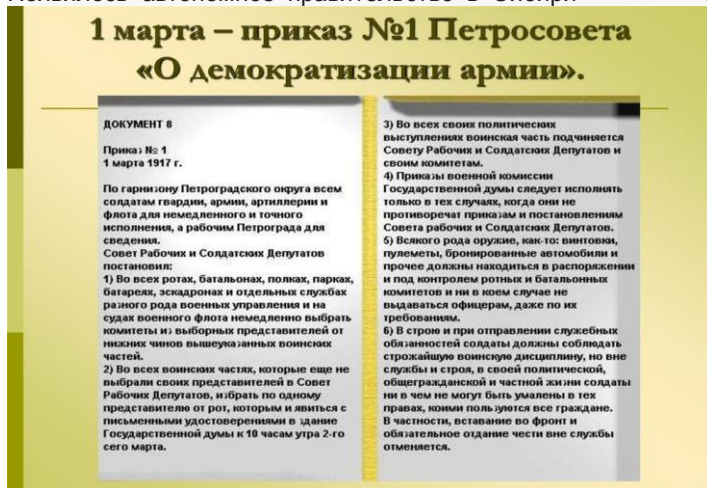 1 марта – приказ №1 Петросовета
«О демократизации армии».
ДОКУМЕНТ 8
Приказ № 1
1 марта 1917 г.
По гарнизону Петроградского округа всем
солдатам гвардии, армии, артиллерии и
флота для немедленного и точного
исполнения, а рабочим Петрограда для
сведения.
Совет Рабочих и Солдатских Депутатов
постановил:
1) Во всех ротах, батальонах, полках, парках,
батареях, эскадронах и отдельных службах
разного рода военных управления и на
судах военного флота немедленно выбрать
комитеты из выборных представителей от
нижних чинов вышеуказанных воинских
частей.
2) Во всех воинских частях, которые еще не
выбрали своих представителей в Совет
Рабочих Депутатов, избрать по одному
представителю от рот, которым и явиться с
письменными удостоверениями в здание
Государственной думы к 10 часам утра 2-го
сего марта.
3) Во всех своих политических
выступлениях воинская часть подчиняется
Совету Рабочих и Солдатских Депутатов и
своим комитетам.
4) Приказы военной комиссии
Государственной думы следует исполнять
только в тех случаях, когда они не
противоречат приказам и постановлениям
Совета рабочих и Солдатских Депутатов.
5) Всякого рода оружие, как-то: винтовки,
пулеметы, бронированные автомобили и
прочее должны находиться в распоряжении
и под контролем ротных и батальонных
комитетов и ни в коем случае не
выдаваться офицерам, даже по их
требованиям.
6) В строю и при отправлении служебных
обязанностей солдаты должны соблюдать
строжайшую воинскую дисциплину, но вне
службы и строя, в своей политической,
общегражданской и частной жизни солдаты
ни в чем не могут быть умалены в тех
правах, коими пользуются все граждане.
В частности, вставание во фронт и
обязательное отдание чести вне службы
отменяется.